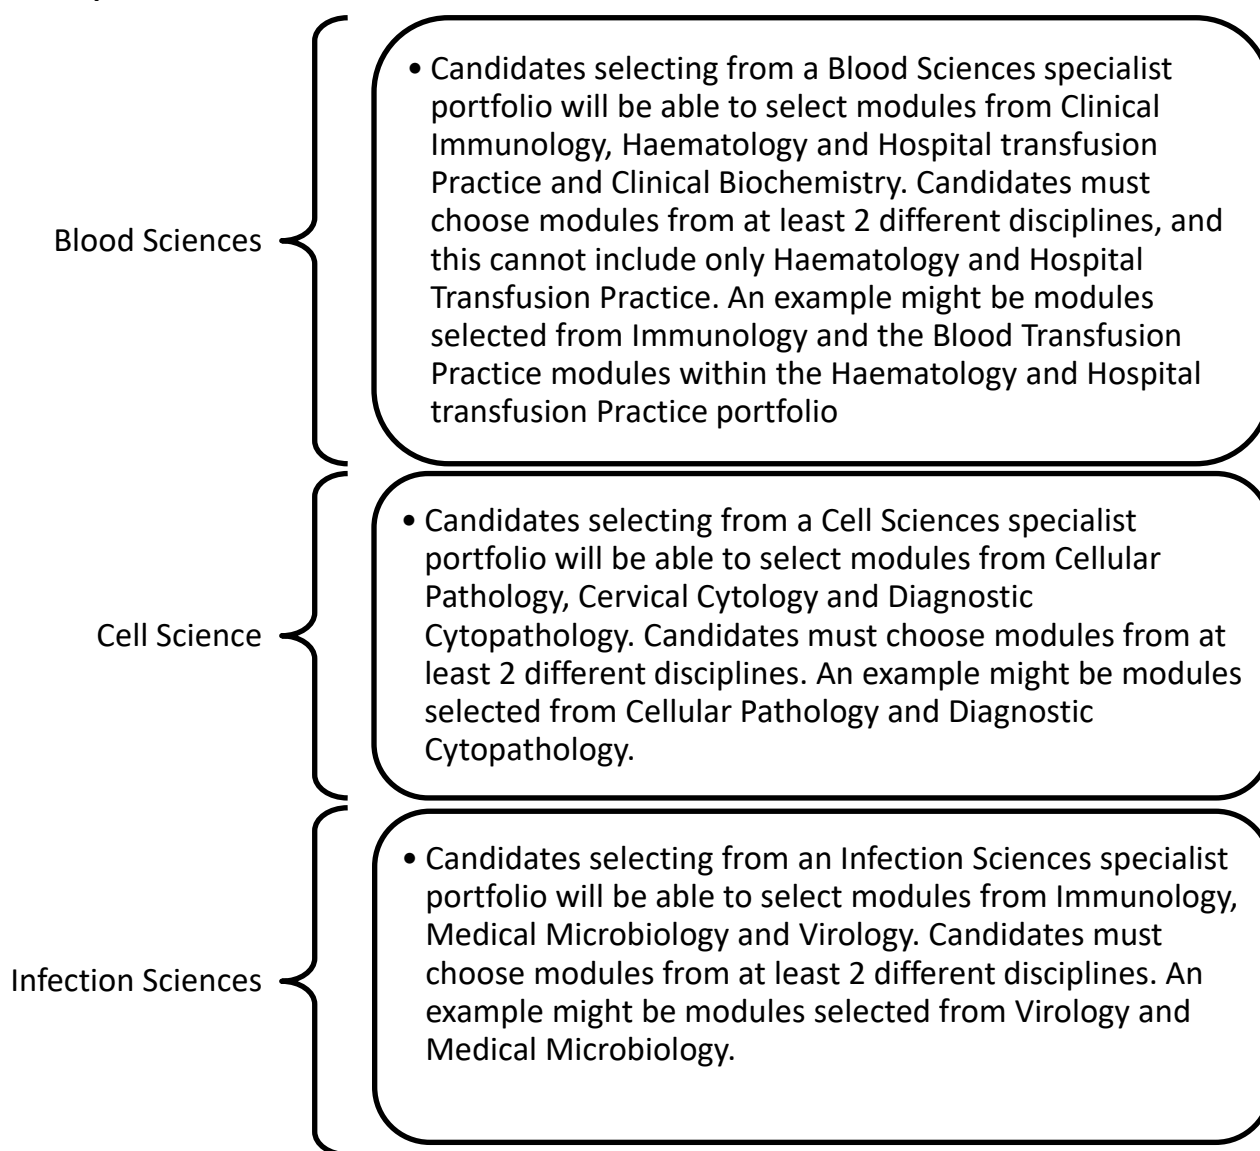 Blood Sciences
• Candidates selecting from a Blood Sciences specialist
portfolio will be able to select modules from Clinical
Immunology, Haematology and Hospital transfusion
Practice and Clinical Biochemistry. Candidates must
choose modules from at least 2 different disciplines, and
this cannot include only Haematology and Hospital
Transfusion Practice. An example might be modules
selected from Immunology and the Blood Transfusion
Practice modules within the Haematology and Hospital
transfusion Practice portfolio
Cell Science
• Candidates selecting from a Cell Sciences specialist
portfolio will be able to select modules from Cellular
Pathology, Cervical Cytology and Diagnostic
Cytopathology. Candidates must choose modules from at
least 2 different disciplines. An example might be modules
selected from Cellular Pathology and Diagnostic
Cytopathology.
Infection Sciences
• Candidates selecting from an Infection Sciences specialist
portfolio will be able to select modules from Immunology,
Medical Microbiology and Virology. Candidates must
choose modules from at least 2 different disciplines. An
example might be modules selected from Virology and
Medical Microbiology.